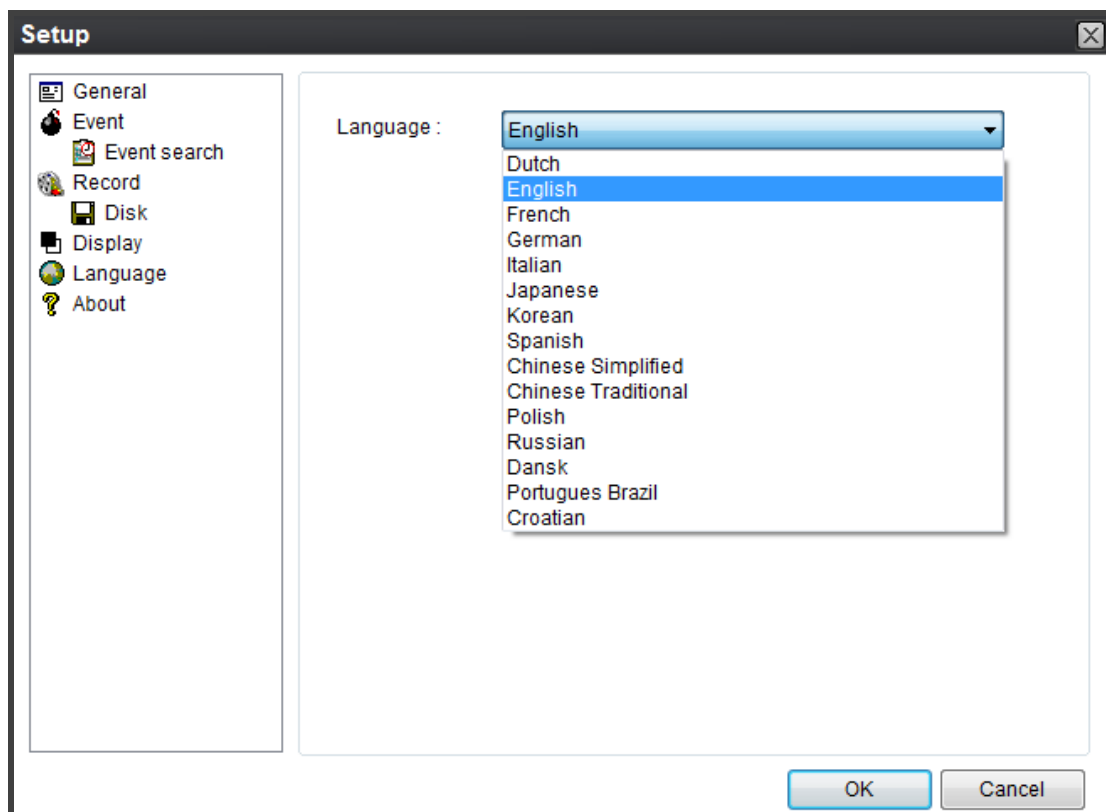 Setup
General
Event
Event search
Record
Disk
Display
Language
About
Language :
English
Dutch
English
French
German
Italian
Japanese
Korean
Spanish
Chinese Simplified
Chinese Traditional
Polish
Russian
Dansk
Portugues Brazil
Croatian
OK
Cancel